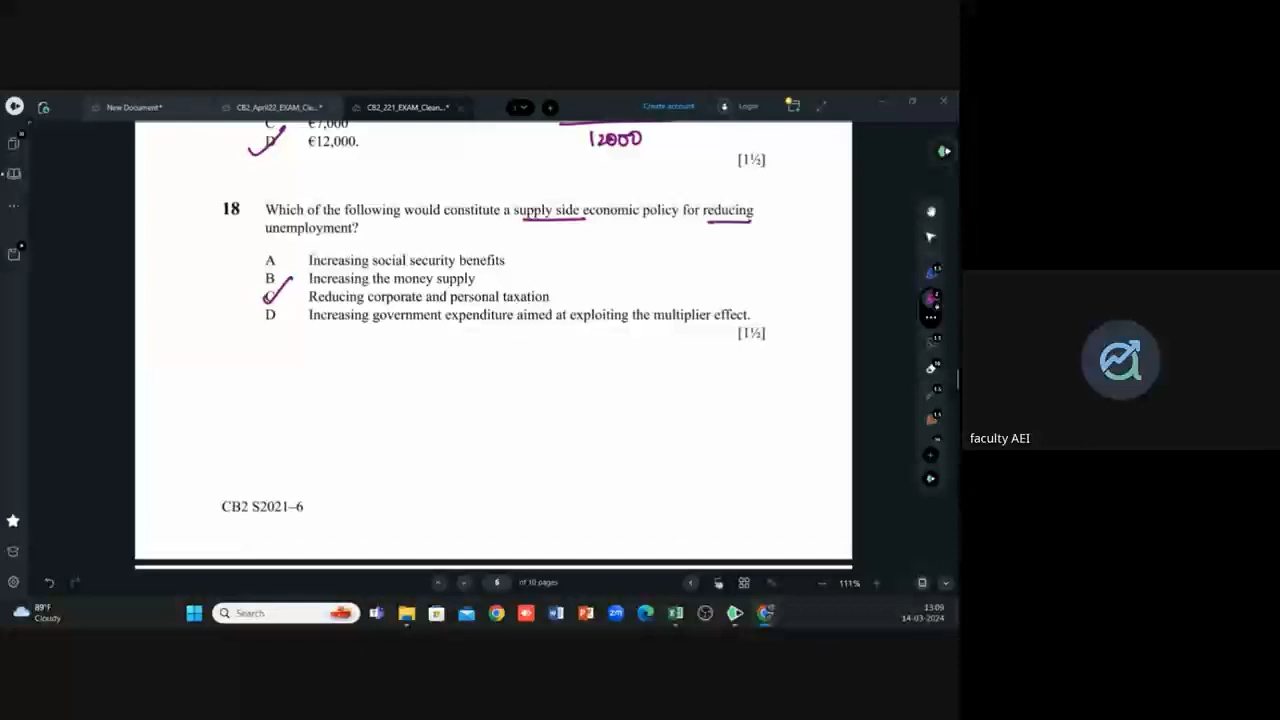 New Document*
CB2_April22_EXAM_Cle...*
CB2_221_EXAM_Clean...*
Create account
Login
C €7,000
D €12,000.
12000
[1½]
18 Which of the following would constitute a supply side economic policy for reducing
unemployment?
A Increasing social security benefits
B Increasing the money supply
C Reducing corporate and personal taxation
D Increasing government expenditure aimed at exploiting the multiplier effect.
[1½]
faculty AEI
CB2 S2021–6
6 of 10 pages
111%
89°F
Cloudy
Search
13:09
14-03-2024